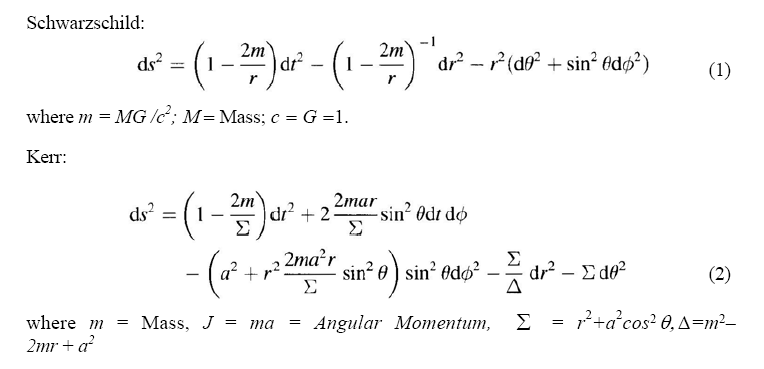 Schwarzschild:
ds² = (1 − 2m/r) dt² − (1 − 2m/r)⁻¹ dr² − r²(dθ² + sin² θdϕ²) (1)
where m = MG /c²; M= Mass; c = G =1.
Kerr:
ds² = (1 − 2m/Σ) dt² + 2 2mar/Σ sin² θdt dϕ
− (a² + r² 2ma²r/Σ sin² θ) sin² θdϕ² − Σ/Δ dr² − Σ dθ² (2)
where m = Mass, J = ma = Angular Momentum, Σ = r²+a²cos² θ, Δ=m²–
2mr + a²